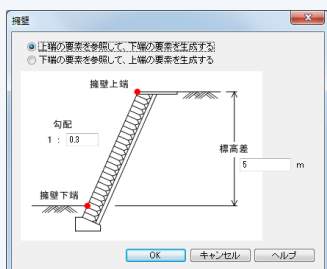 擁壁
上端の要素を参照して、下端の要素を生成する
下端の要素を参照して、上端の要素を生成する
擁壁上端
勾配
1 : 0.3
標高差
5 m
擁壁下端
OK キャンセル ヘルプ